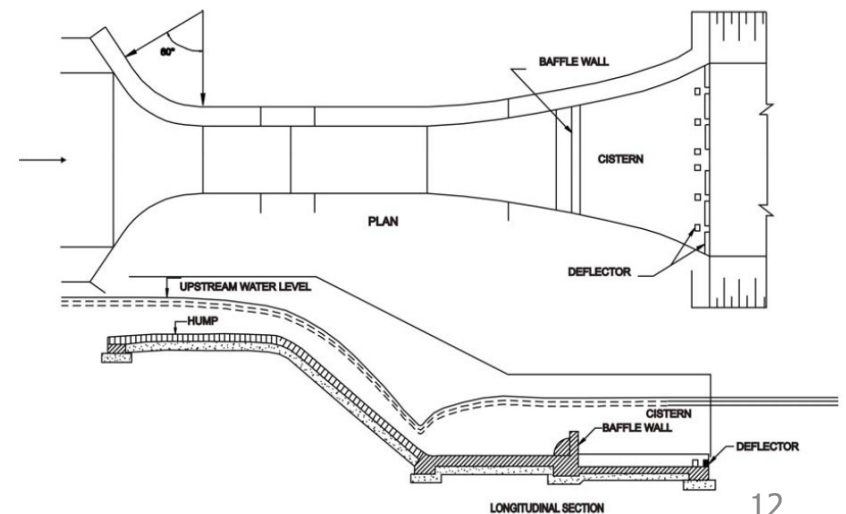 60°
BAFFLE WALL
CISTERN
PLAN
DEFLECTOR
UPSTREAM WATER LEVEL
HUMP
CISTERN
BAFFLE WALL
DEFLECTOR
LONGITUDINAL SECTION
12